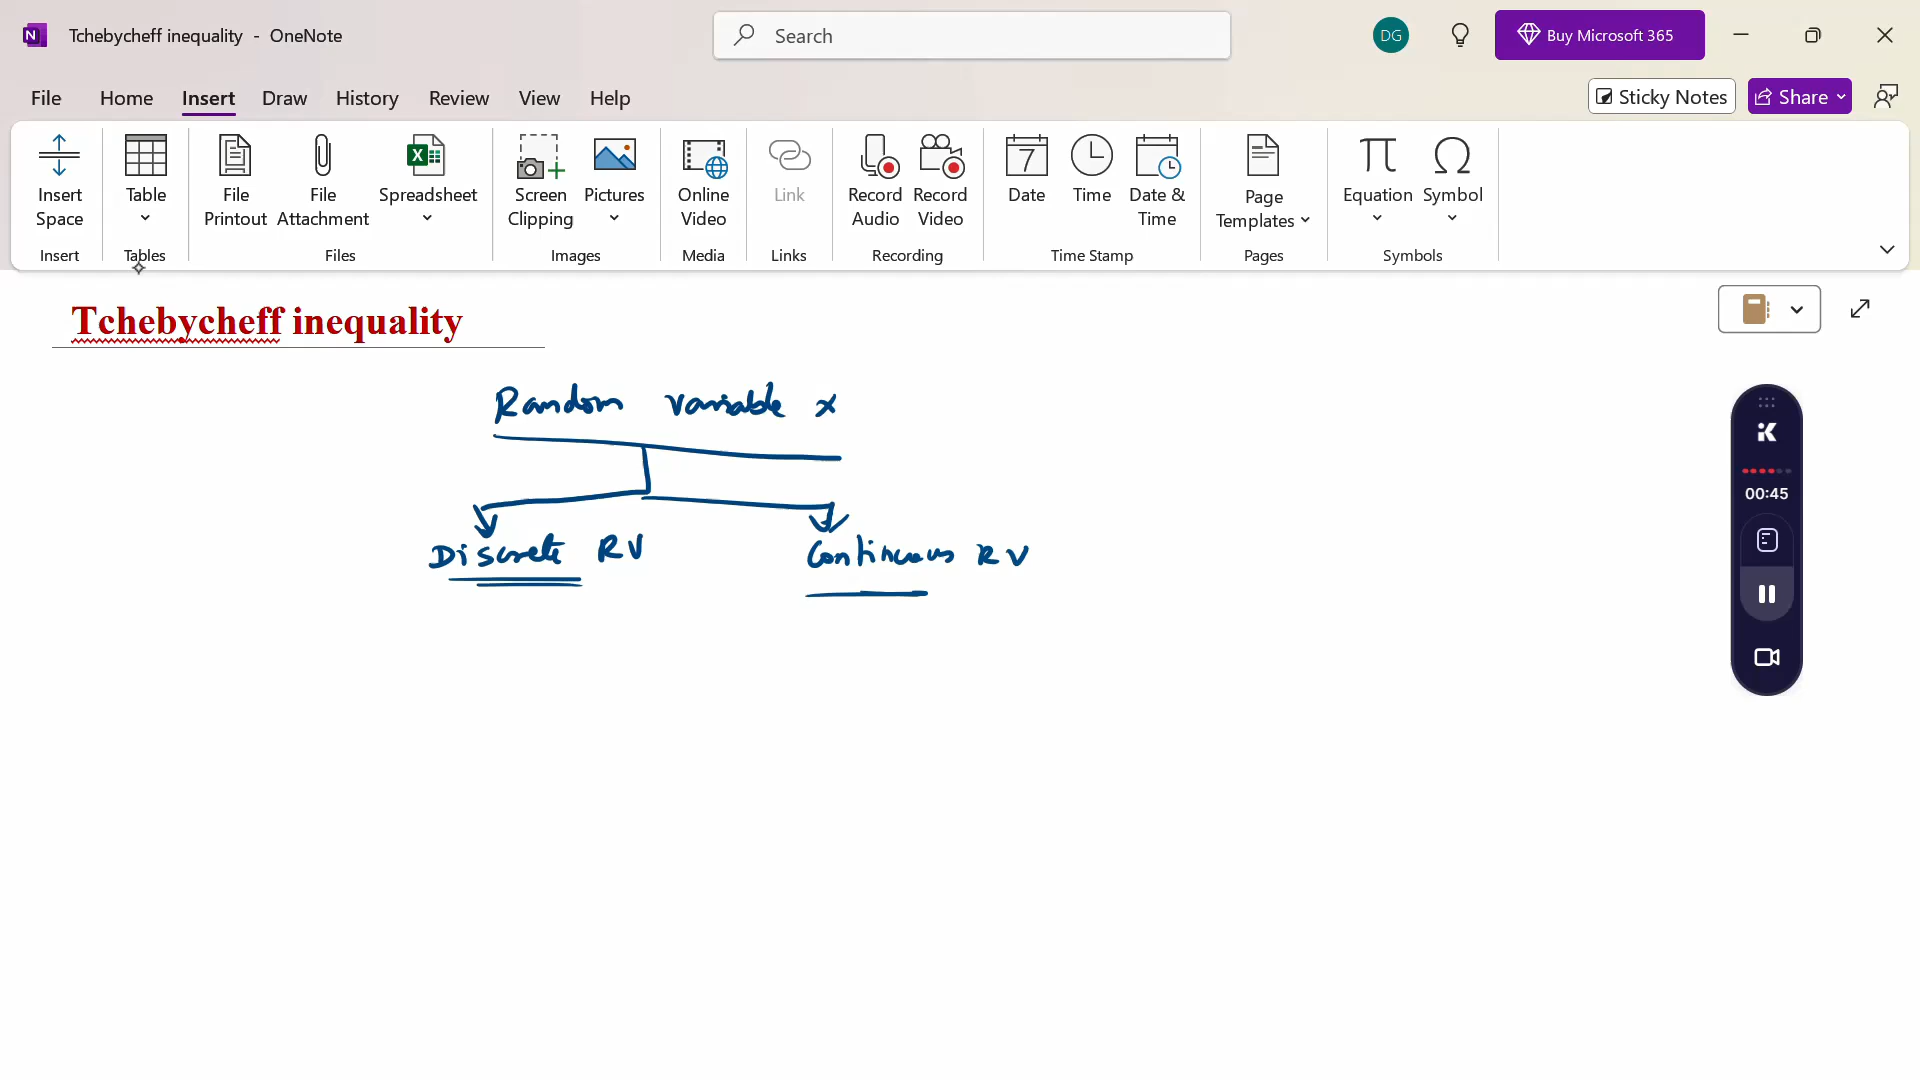 Tchebycheff inequality - OneNote
Search
DG
Buy Microsoft 365
File Home Insert Draw History Review View Help
Sticky Notes
Share
Insert Space
Table
File Printout
File Attachment
Spreadsheet
Screen Clipping
Pictures
Online Video
Link
Record Audio
Record Video
Date
Time
Date & Time
Page Templates
Equation
Symbol
Insert Tables Files Images Media Links Recording Time Stamp Pages Symbols
Tchebycheff inequality
Random variable x
Discrete RV
Continuous RV
00:45